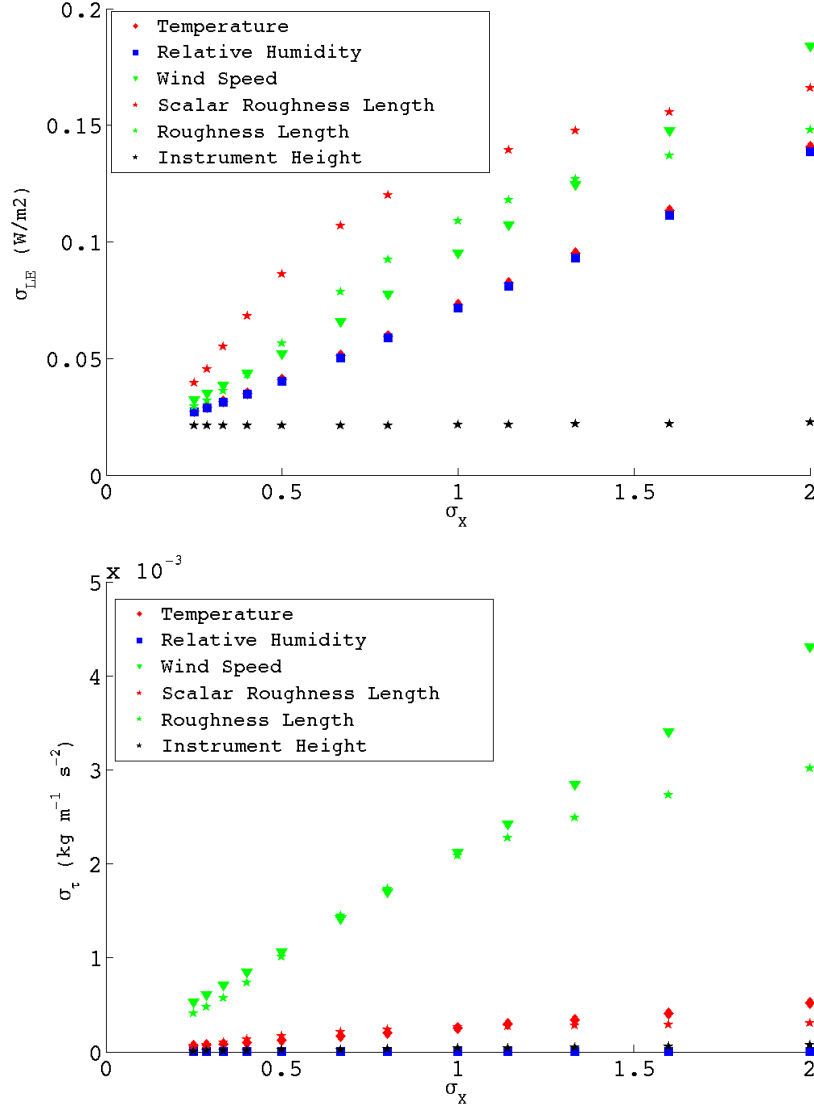 0.2
0.15
0.1
0.05
0
σLE (W/m2)
Temperature
Relative Humidity
Wind Speed
Scalar Roughness Length
Roughness Length
Instrument Height
0 0.5 1 1.5 2
σX
x 10⁻³
5
4
3
2
1
0
στ (kg m⁻¹ s⁻²)
Temperature
Relative Humidity
Wind Speed
Scalar Roughness Length
Roughness Length
Instrument Height
0 0.5 1 1.5 2
σX